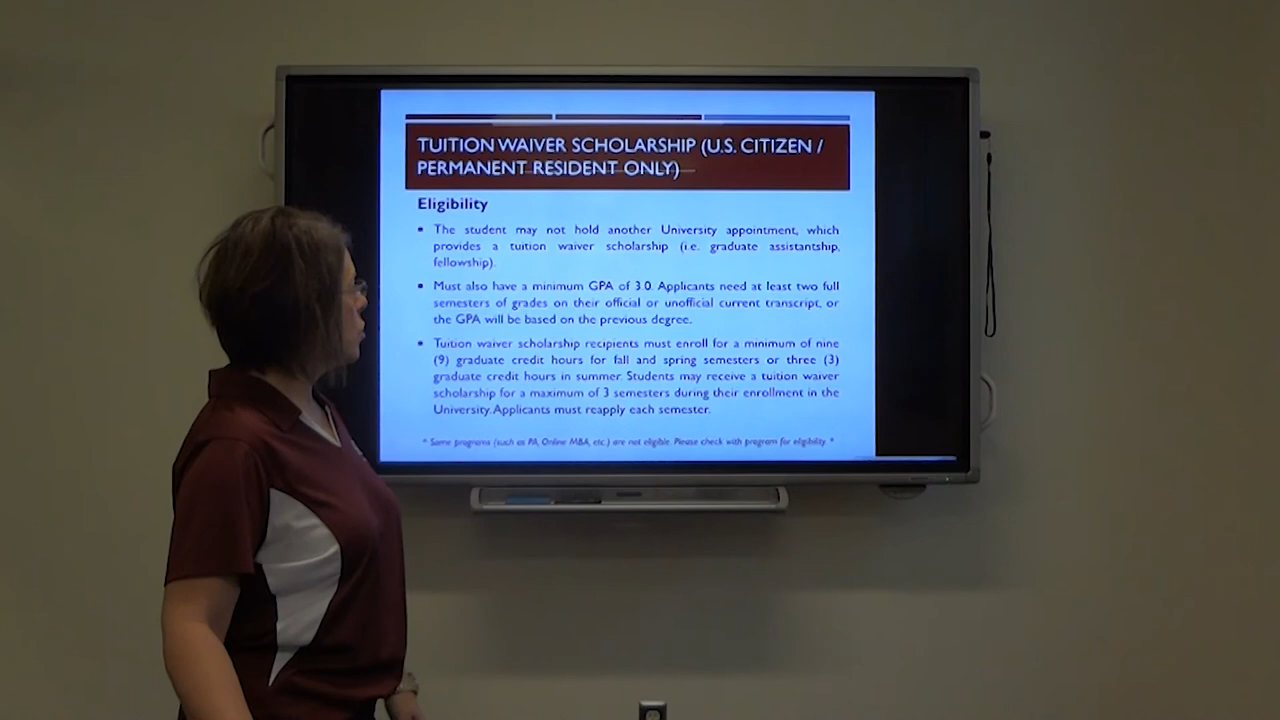 TUITION WAIVER SCHOLARSHIP (U.S. CITIZEN /
PERMANENT RESIDENT ONLY)
Eligibility
▪ The student may not hold another University appointment, which
provides a tuition waiver scholarship (i.e. graduate assistantship,
fellowship).
▪ Must also have a minimum GPA of 3.0. Applicants need at least two full
semesters of grades on their official or unofficial current transcript, or
the GPA will be based on the previous degree.
▪ Tuition waiver scholarship recipients must enroll for a minimum of nine
(9) graduate credit hours for fall and spring semesters or three (3)
graduate credit hours in summer. Students may receive a tuition waiver
scholarship for a maximum of 3 semesters during their enrollment in the
University. Applicants must reapply each semester.
* Some programs (such as PA, Online MBA, etc.) are not eligible. Please check with program for eligibility. *